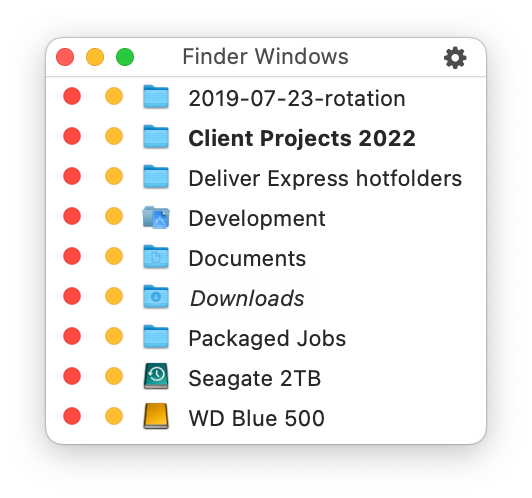 Finder Windows
2019-07-23-rotation
Client Projects 2022
Deliver Express hotfolders
Development
Documents
Downloads
Packaged Jobs
Seagate 2TB
WD Blue 500